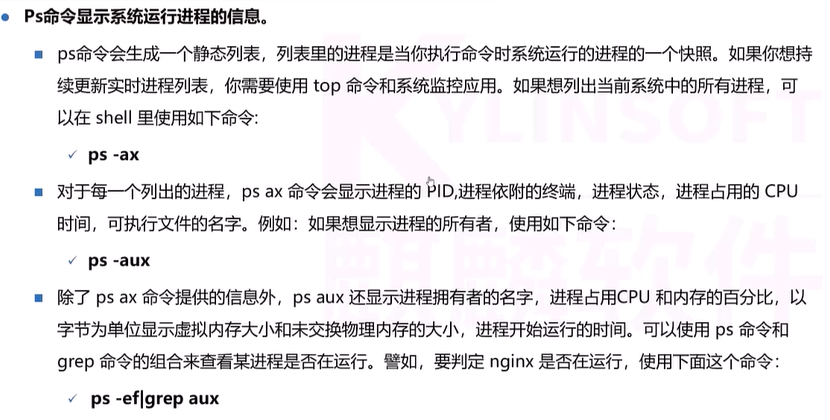 Ps命令显示系统运行进程的信息。
ps命令会生成一个静态列表，列表里的进程是当你执行命令时系统运行的进程的一个快照。如果你想持
续更新实时进程列表，你需要使用 top 命令和系统监控应用。如果想列出当前系统中的所有进程，可
以在 shell 里使用如下命令:
ps -ax
对于每一个列出的进程，ps ax 命令会显示进程的 PID,进程依附的终端，进程状态，进程占用的 CPU
时间，可执行文件的名字。例如：如果想显示进程的所有者，使用如下命令：
ps -aux
除了 ps ax 命令提供的信息外，ps aux 还显示进程拥有者的名字，进程占用CPU 和内存的百分比，以
字节为单位显示虚拟内存大小和未交换物理内存的大小，进程开始运行的时间。可以使用 ps 命令和
grep 命令的组合来查看某进程是否在运行。譬如，要判定 nginx 是否在运行，使用下面这个命令：
ps -ef|grep aux
KYLINSOFT
麒麟软件